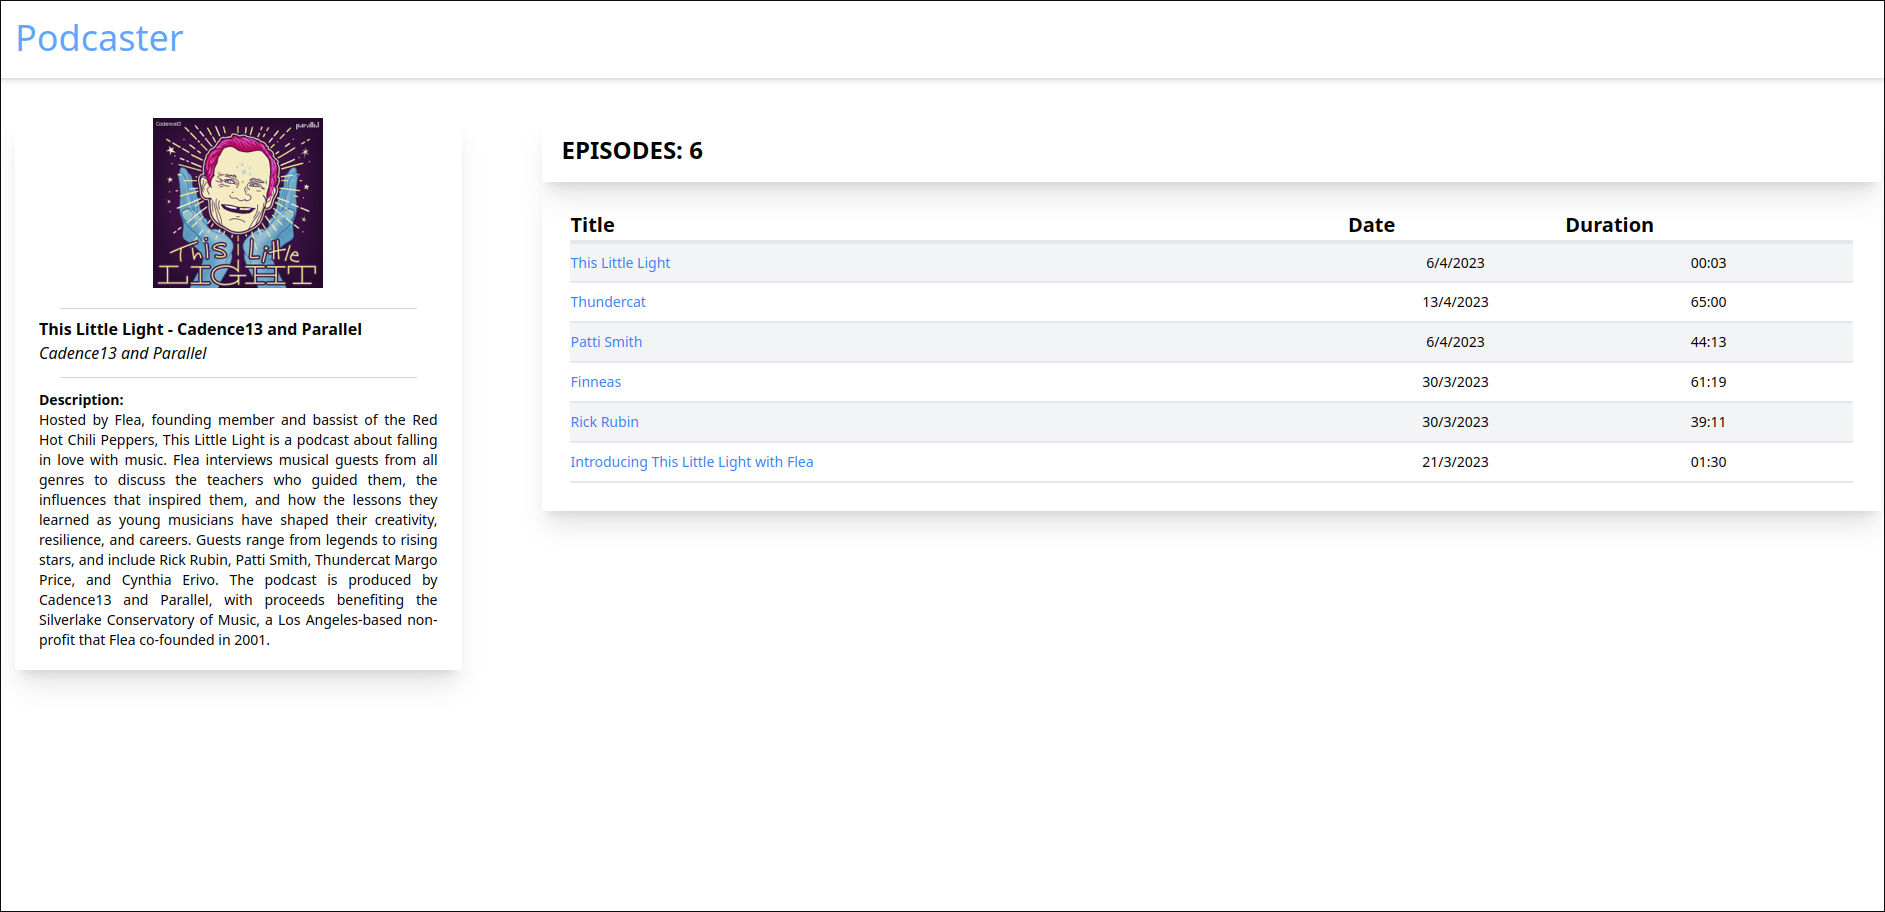 Podcaster
Cadence13 parallel
This Little
LIGHT
This Little Light - Cadence13 and Parallel
Cadence13 and Parallel
Description:
Hosted by Flea, founding member and bassist of the Red
Hot Chili Peppers, This Little Light is a podcast about falling
in love with music. Flea interviews musical guests from all
genres to discuss the teachers who guided them, the
influences that inspired them, and how the lessons they
learned as young musicians have shaped their creativity,
resilience, and careers. Guests range from legends to rising
stars, and include Rick Rubin, Patti Smith, Thundercat Margo
Price, and Cynthia Erivo. The podcast is produced by
Cadence13 and Parallel, with proceeds benefiting the
Silverlake Conservatory of Music, a Los Angeles-based non-
profit that Flea co-founded in 2001.
EPISODES: 6
Title Date Duration
This Little Light 6/4/2023 00:03
Thundercat 13/4/2023 65:00
Patti Smith 6/4/2023 44:13
Finneas 30/3/2023 61:19
Rick Rubin 30/3/2023 39:11
Introducing This Little Light with Flea 21/3/2023 01:30